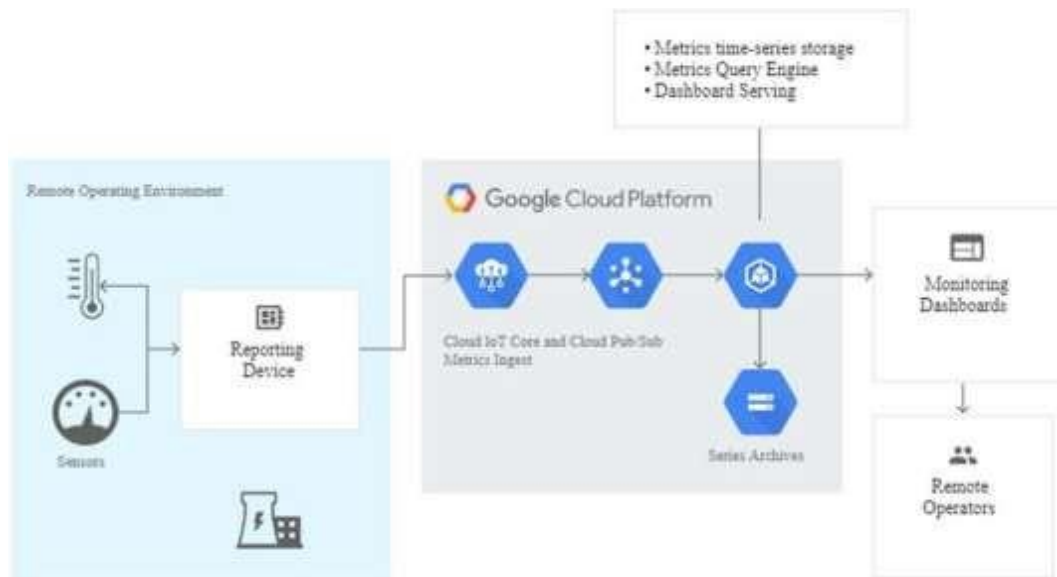 • Metrics time-series storage
• Metrics Query Engine
• Dashboard Serving
Remote Operating Environment
Google Cloud Platform
Reporting
Device
Sensors
Cloud IoT Core and Cloud Pub/Sub
Metrics Ingest
Series Archives
Monitoring
Dashboards
Remote
Operators